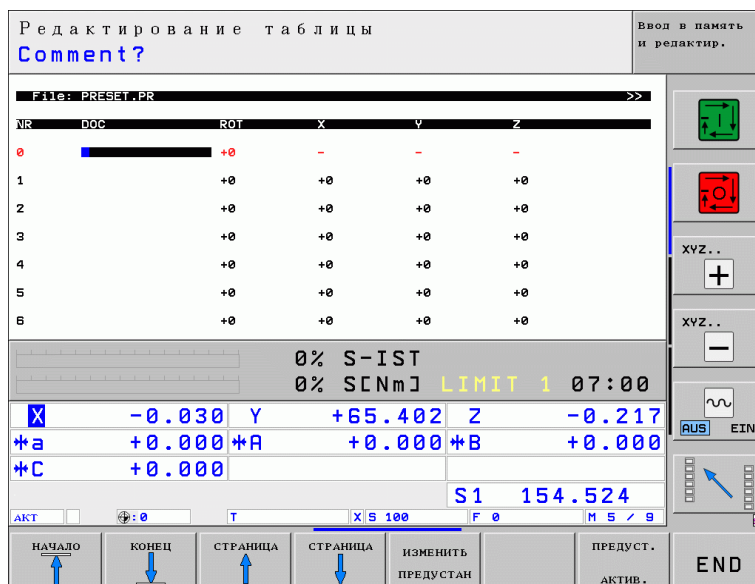 Редактирование таблицы
Comment?
Ввод в память
и редактир.
File: PRESET.PR >>
NR DOC ROT X Y Z
0 +0 - - -
1 +0 +0 +0 +0
2 +0 +0 +0 +0
3 +0 +0 +0 +0
4 +0 +0 +0 +0
5 +0 +0 +0 +0
6 +0 +0 +0 +0
XYZ..
+
XYZ..
-
AUS EIN
0% S-IST
0% S[Nm] LIMIT 1 07:00
X -0.030 Y +65.402 Z -0.217
*a +0.000 *A +0.000 *B +0.000
*C +0.000
S1 154.524
АКТ :0 T X S 100 F 0 M 5 / 9
НАЧАЛО
КОНЕЦ
СТРАНИЦА
СТРАНИЦА
ИЗМЕНИТЬ
ПРЕДУСТАН
ПРЕДУСТ.
АКТИВ.
END